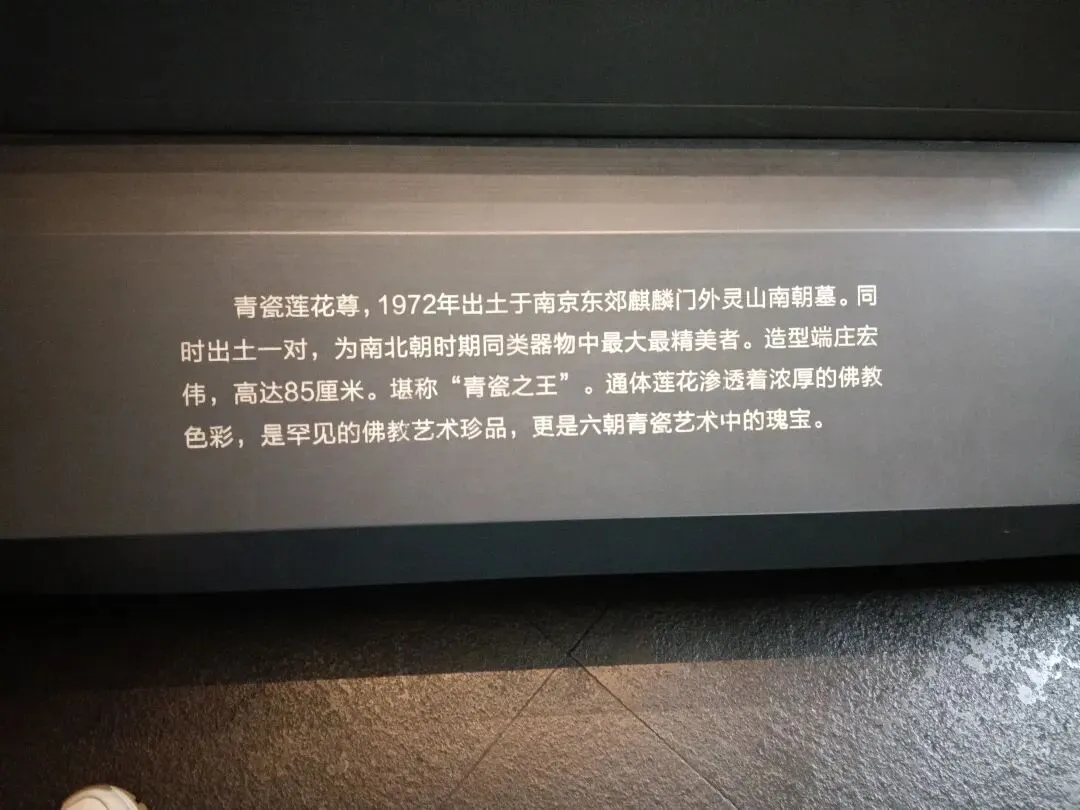 青瓷莲花尊，1972年出土于南京东郊麒麟门外灵山南朝墓。同
时出土一对，为南北朝时期同类器物中最大最精美者。造型端庄宏
伟，高达85厘米。堪称“青瓷之王”。通体莲花渗透着浓厚的佛教
色彩，是罕见的佛教艺术珍品，更是六朝青瓷艺术中的瑰宝。